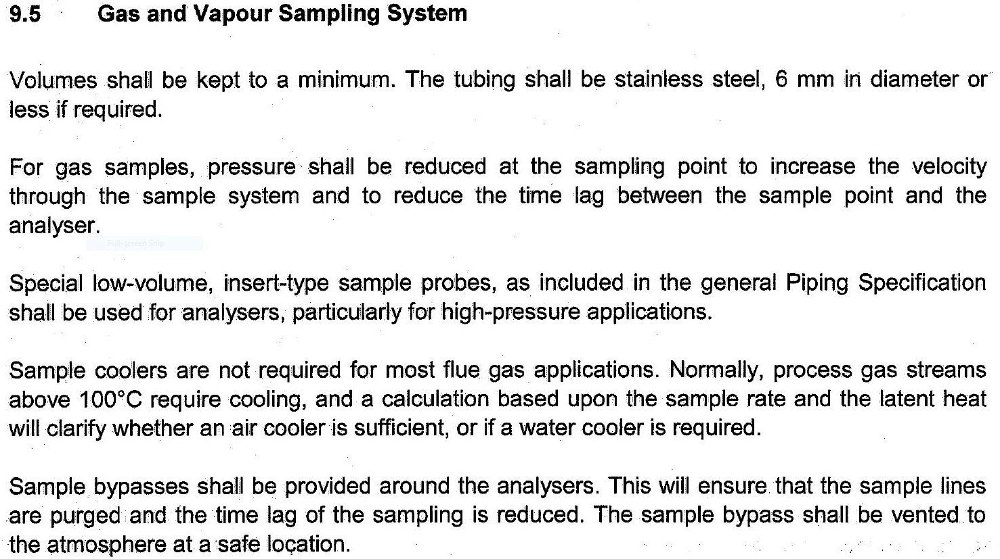 9.5 Gas and Vapour Sampling System
Volumes shall be kept to a minimum. The tubing shall be stainless steel, 6 mm in diameter or
less if required.
For gas samples, pressure shall be reduced at the sampling point to increase the velocity
through the sample system and to reduce the time lag between the sample point and the
analyser.
Full-screen Snip
Special low-volume, insert-type sample probes, as included in the general Piping Specification
shall be used for analysers, particularly for high-pressure applications.
Sample coolers are not required for most flue gas applications. Normally, process gas streams
above 100°C require cooling, and a calculation based upon the sample rate and the latent heat
will clarify whether an air cooler is sufficient, or if a water cooler is required.
Sample bypasses shall be provided around the analysers. This will ensure that the sample lines
are purged and the time lag of the sampling is reduced. The sample bypass shall be vented to
the atmosphere at a safe location.